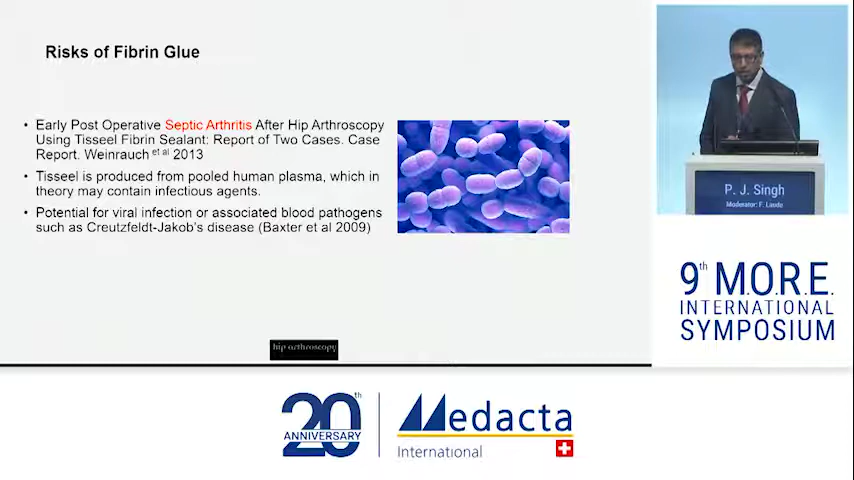 Risks of Fibrin Glue
• Early Post Operative Septic Arthritis After Hip Arthroscopy
Using Tisseel Fibrin Sealant: Report of Two Cases. Case
Report. Weinrauch et al 2013
• Tisseel is produced from pooled human plasma, which in
theory may contain infectious agents.
• Potential for viral infection or associated blood pathogens
such as Creutzfeldt-Jakob's disease (Baxter et al 2009)
hip arthroscopy
P. J. Singh
Moderator: F. Laude
9th M.O.R.E.
INTERNATIONAL
SYMPOSIUM
20th
ANNIVERSARY
Medacta
International